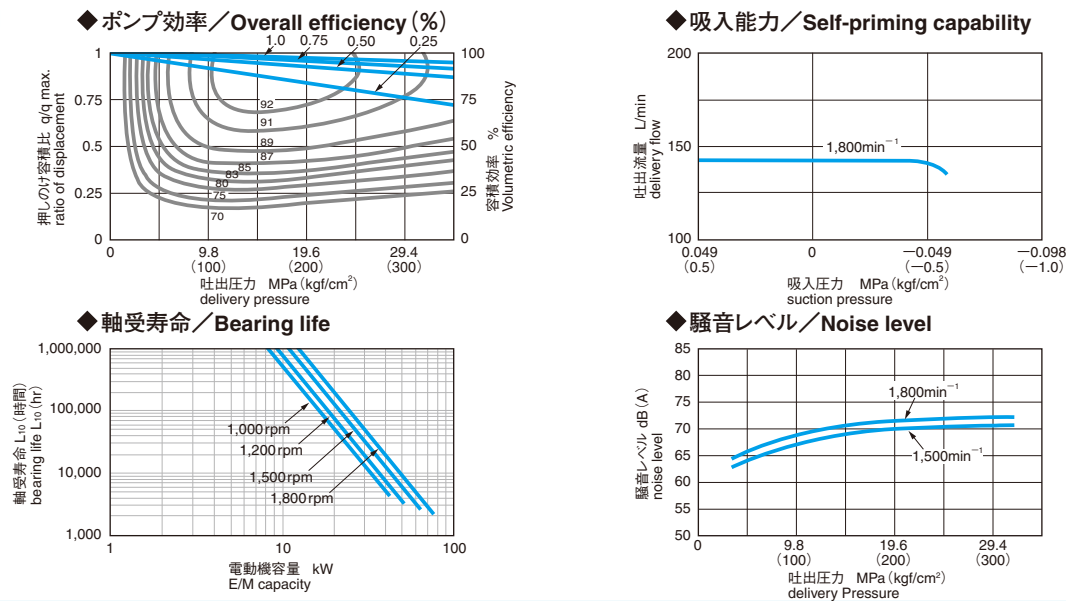 ◆ポンプ効率／Overall efficiency（%）
1.0 0.75 0.50 0.25
押しのけ容積比 q/q max.
ratio of displacement
1
0.75
0.5
0.25
0
92
91
89
87
85
83
80
75
70
100
75
50
25
0
容積効率 %
Volumetric efficiency
0 9.8 19.6 29.4
（100） （200） （300）
吐出圧力 MPa（kgf/cm²）
delivery pressure
◆吸入能力／Self-priming capability
吐出流量 L/min
delivery flow
200
150
100
1,800min⁻¹
0.049 0 −0.049 −0.098
（0.5） （−0.5） （−1.0）
吸入圧力 MPa（kgf/cm²）
suction pressure
◆軸受寿命／Bearing life
軸受寿命 L₁₀（時間）
bearing life L₁₀（hr）
1,000,000
100,000
10,000
1,000
1,000rpm
1,200rpm
1,500rpm
1,800rpm
1 10 100
電動機容量 kW
E/M capacity
◆騒音レベル／Noise level
騒音レベル dB（A）
noise level
85
80
75
70
65
60
55
50
1,800min⁻¹
1,500min⁻¹
0 9.8 19.6 29.4
（100） （200） （300）
吐出圧力 MPa（kgf/cm²）
delivery Pressure